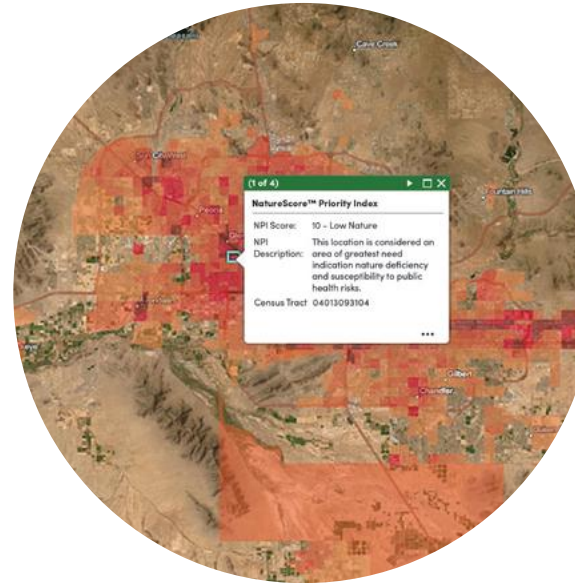 Cave Creek
Sun City West
(1 of 4)
NatureScore™ Priority Index
Fountain Hills
Peoria
NPI Score: 10 - Low Nature
NPI Description: This location is considered an
area of greatest need
indication nature deficiency
and susceptibility to public
health risks.
Census Tract 04013093104
Gilbert
Chandler